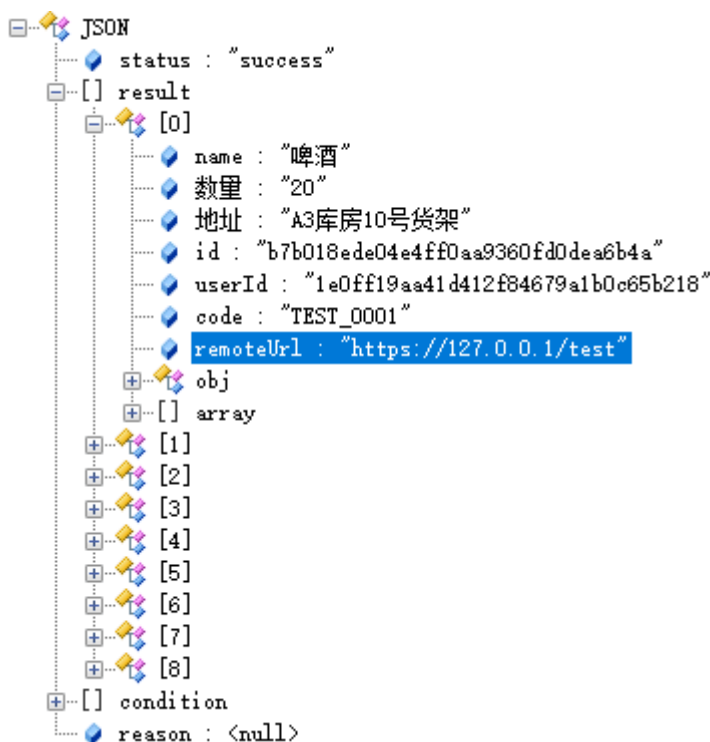 JSON
status : "success"
[] result
[0]
name : "啤酒"
数量 : "20"
地址 : "A3库房10号货架"
id : "b7b018ede04e4ff0aa9360fd0dea6b4a"
userId : "1e0ff19aa41d412f84679a1b0c65b218"
code : "TEST_0001"
remoteUrl : "https://127.0.0.1/test"
obj
[] array
[1]
[2]
[3]
[4]
[5]
[6]
[7]
[8]
[] condition
reason : <null>